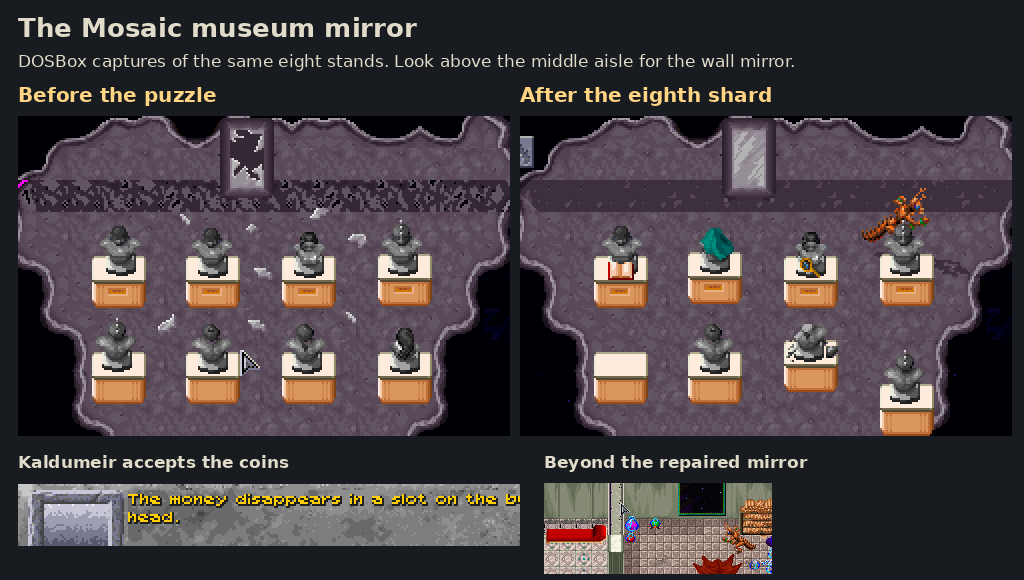 The Mosaic museum mirror
DOSBox captures of the same eight stands. Look above the middle aisle for the wall mirror.
Before the puzzle
After the eighth shard
Kaldumeir accepts the coins
The money disappears in a slot on the
head.
Beyond the repaired mirror